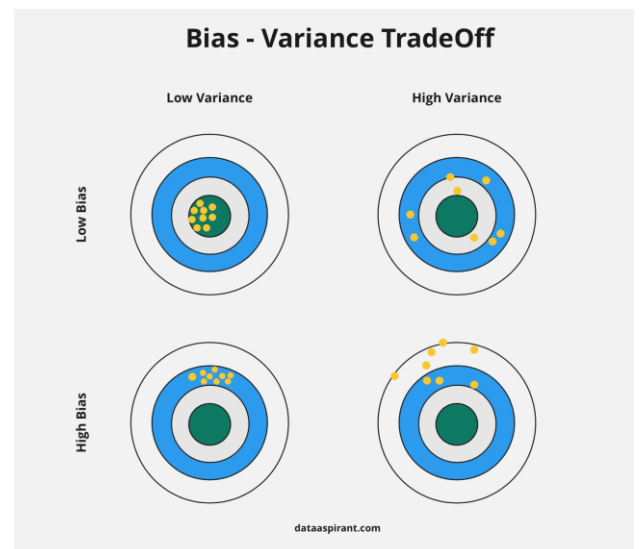 Bias - Variance TradeOff
Low Variance
High Variance
Low Bias
High Bias
dataaspirant.com